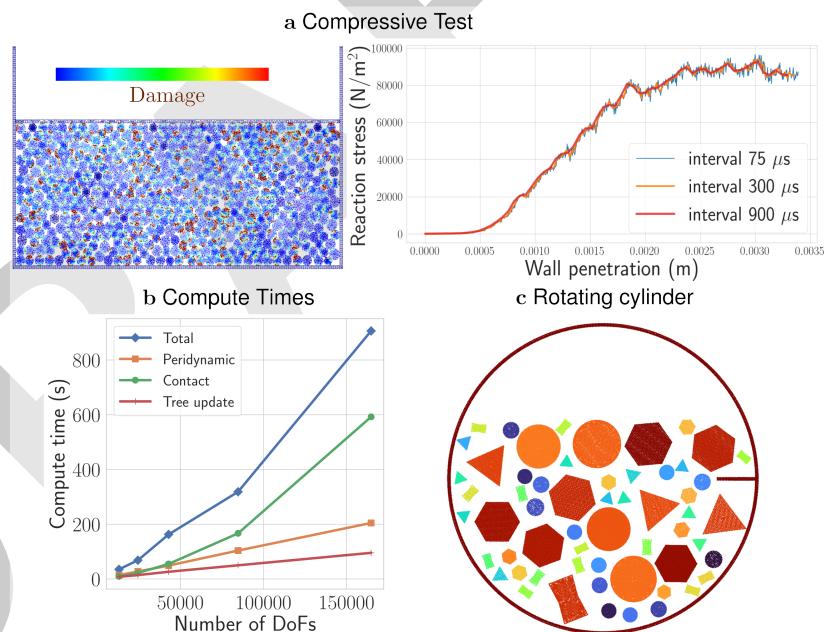 a Compressive Test
Damage
Reaction stress (N/m²)
100000
80000
60000
40000
20000
0
0.0000 0.0005 0.0010 0.0015 0.0020 0.0025 0.0030 0.0035
Wall penetration (m)
interval 75 μs
interval 300 μs
interval 900 μs
b Compute Times
Compute time (s)
800
600
400
200
0
50000 100000 150000
Number of DoFs
Total
Peridynamic
Contact
Tree update
c Rotating cylinder